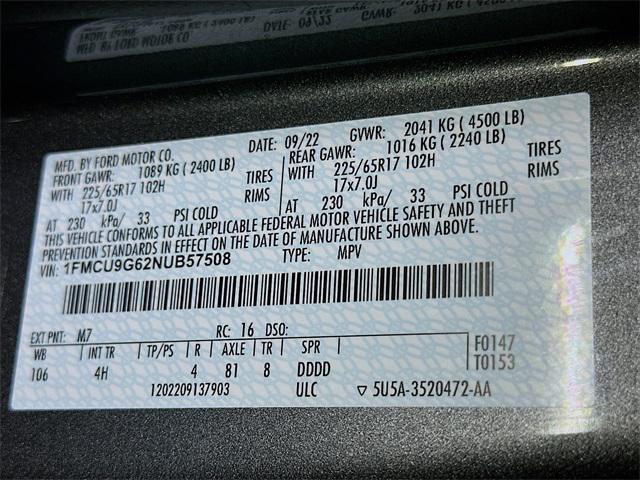 MFD. BY FORD MOTOR CO. DATE: 09/22 GVWR: 2041 KG ( 4500 LB)
FRONT GAWR: 1089 KG ( 2400 LB) REAR GAWR: 1016 KG ( 2240 LB)
WITH 225/65R17 102H TIRES WITH 225/65R17 102H TIRES
17x7.0J RIMS 17x7.0J RIMS
AT 230 kPa/ 33 PSI COLD AT 230 kPa/ 33 PSI COLD
THIS VEHICLE CONFORMS TO ALL APPLICABLE FEDERAL MOTOR VEHICLE SAFETY AND THEFT
PREVENTION STANDARDS IN EFFECT ON THE DATE OF MANUFACTURE SHOWN ABOVE.
VIN: 1FMCU9G62NUB57508 TYPE: MPV
EXT PNT: M7 RC: 16 DSO:
WB INT TR TP/PS R AXLE TR SPR F0147
106 4H 4 81 8 DDDD T0153
1202209137903 ULC 5U5A-3520472-AA